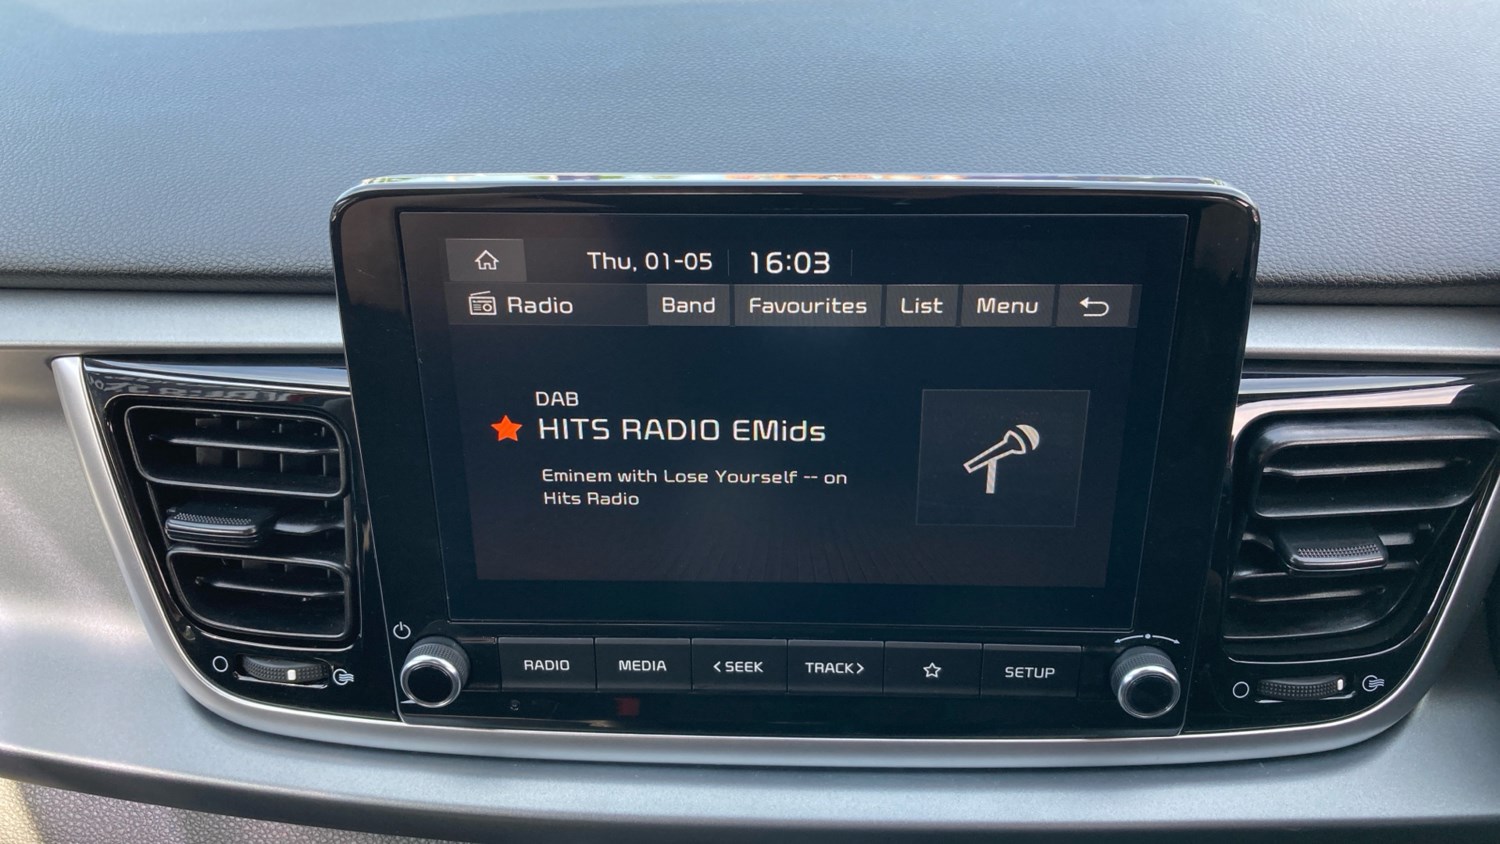 Thu, 01-05 16:03
Radio Band Favourites List Menu
DAB
HITS RADIO EMids
Eminem with Lose Yourself -- on
Hits Radio
RADIO MEDIA < SEEK TRACK > SETUP